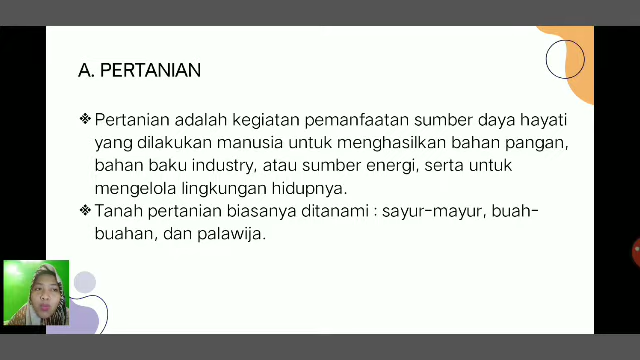 A. PERTANIAN
❖Pertanian adalah kegiatan pemanfaatan sumber daya hayati
yang dilakukan manusia untuk menghasilkan bahan pangan,
bahan baku industry, atau sumber energi, serta untuk
mengelola lingkungan hidupnya.
❖Tanah pertanian biasanya ditanami : sayur-mayur, buah-
buahan, dan palawija.